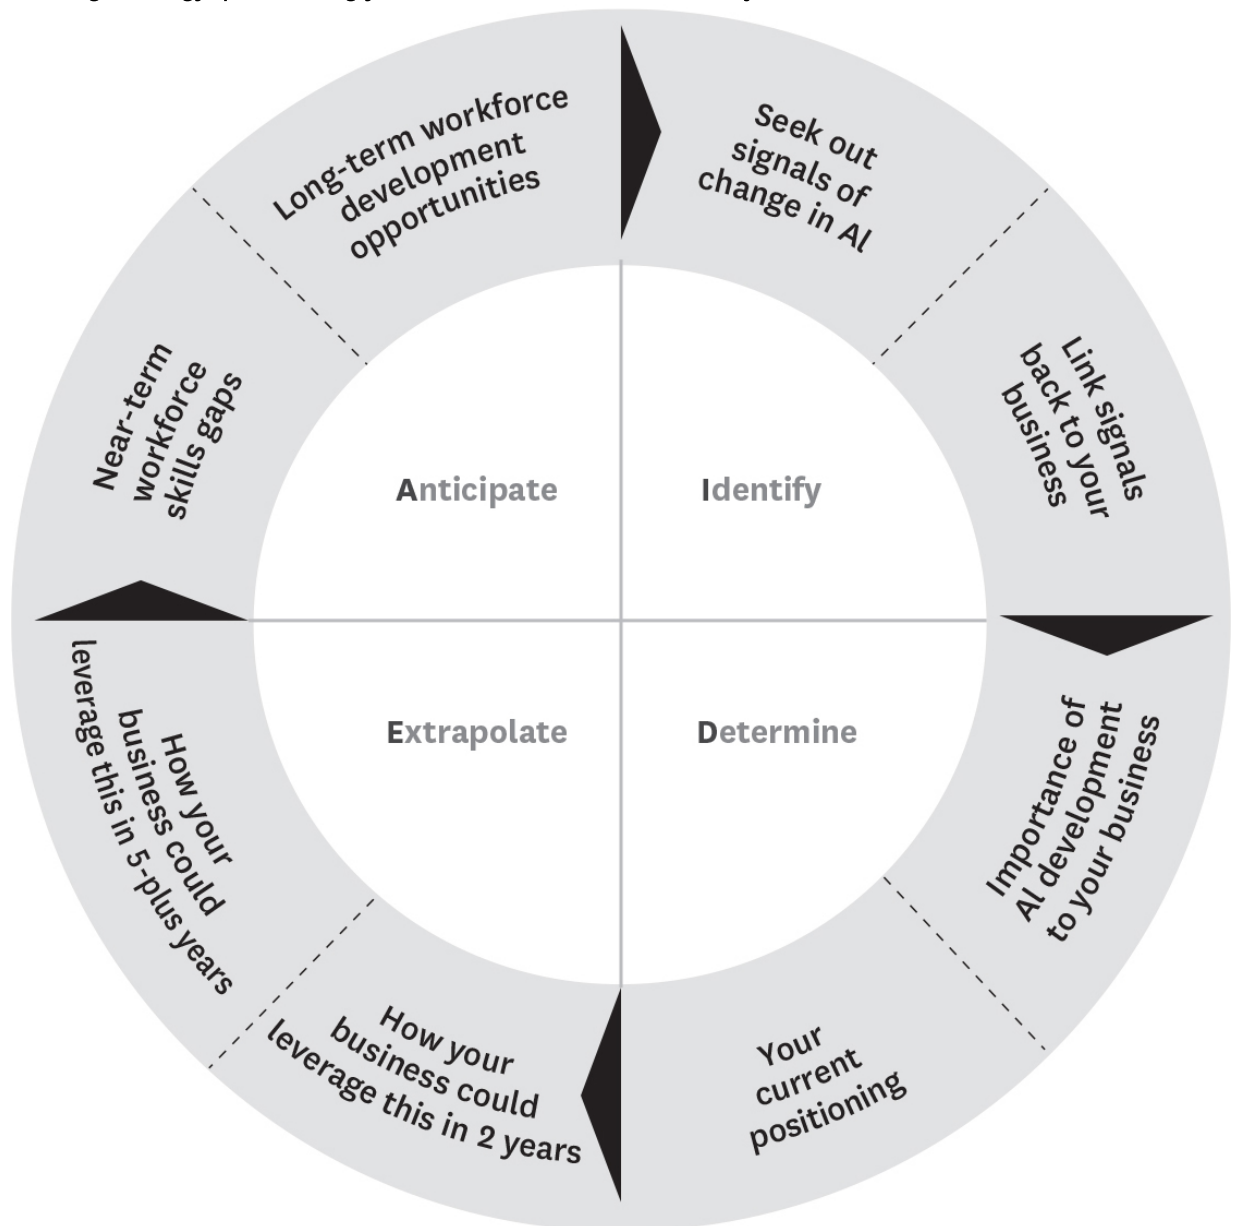 Seek out
signals of
change in AI
Link signals
back to your
business
Importance of
AI development
to your business
Your
current
positioning
How your
business could
leverage this in 2 years
How your
business could
leverage this in 5-plus years
Near-term
workforce
skills gaps
Long-term workforce
development
opportunities
Anticipate
Identify
Extrapolate
Determine